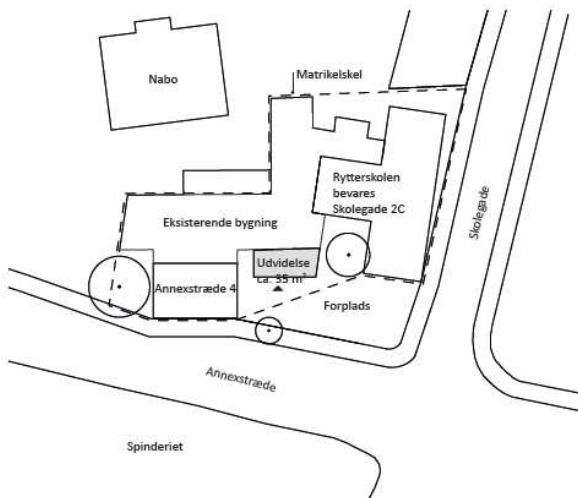 Nabo
Matrikelskel
Rytterskolen
bevares
Skolegade 2C
Skolegade
Eksisterende bygning
Udvidelse
ca. 35 m²
Annexstræde 4
Forplads
Annexstræde
Spinderiet